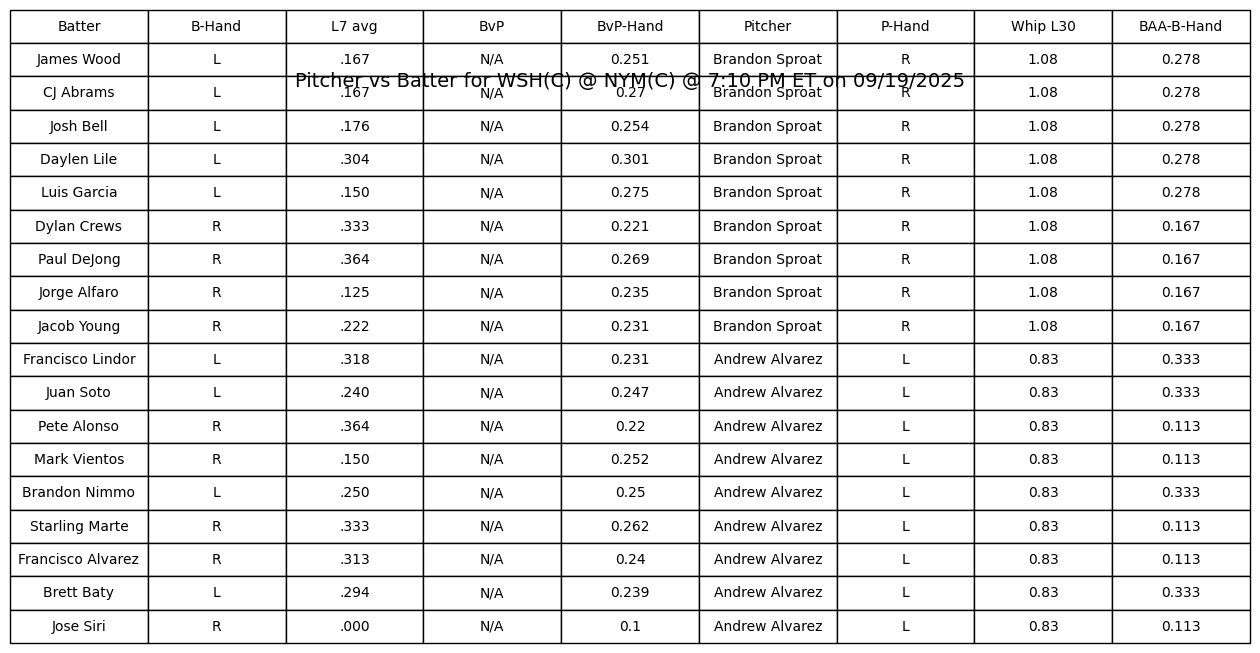 Batter B-Hand L7 avg BvP BvP-Hand Pitcher P-Hand Whip L30 BAA-B-Hand
James Wood L .167 N/A 0.251 Brandon Sproat R 1.08 0.278
Pitcher vs Batter for WSH(C) @ NYM(C) @ 7:10 PM ET on 09/19/2025
CJ Abrams L .167 N/A 0.27 Brandon Sproat R 1.08 0.278
Josh Bell L .176 N/A 0.254 Brandon Sproat R 1.08 0.278
Daylen Lile L .304 N/A 0.301 Brandon Sproat R 1.08 0.278
Luis Garcia L .150 N/A 0.275 Brandon Sproat R 1.08 0.278
Dylan Crews R .333 N/A 0.221 Brandon Sproat R 1.08 0.167
Paul DeJong R .364 N/A 0.269 Brandon Sproat R 1.08 0.167
Jorge Alfaro R .125 N/A 0.235 Brandon Sproat R 1.08 0.167
Jacob Young R .222 N/A 0.231 Brandon Sproat R 1.08 0.167
Francisco Lindor L .318 N/A 0.231 Andrew Alvarez L 0.83 0.333
Juan Soto L .240 N/A 0.247 Andrew Alvarez L 0.83 0.333
Pete Alonso R .364 N/A 0.22 Andrew Alvarez L 0.83 0.113
Mark Vientos R .150 N/A 0.252 Andrew Alvarez L 0.83 0.113
Brandon Nimmo L .250 N/A 0.25 Andrew Alvarez L 0.83 0.333
Starling Marte R .333 N/A 0.262 Andrew Alvarez L 0.83 0.113
Francisco Alvarez R .313 N/A 0.24 Andrew Alvarez L 0.83 0.113
Brett Baty L .294 N/A 0.239 Andrew Alvarez L 0.83 0.333
Jose Siri R .000 N/A 0.1 Andrew Alvarez L 0.83 0.113